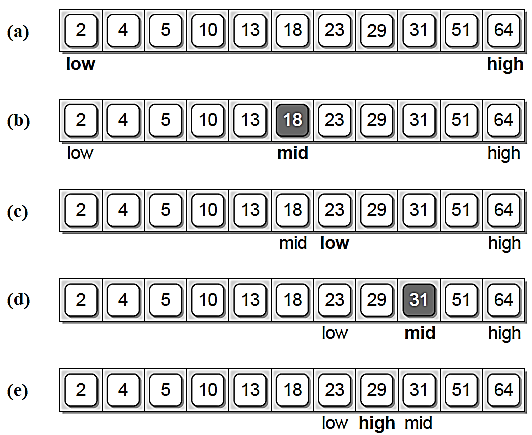 (a) 2 4 5 10 13 18 23 29 31 51 64
low high
(b) 2 4 5 10 13 18 23 29 31 51 64
low mid high
(c) 2 4 5 10 13 18 23 29 31 51 64
mid low high
(d) 2 4 5 10 13 18 23 29 31 51 64
low mid high
(e) 2 4 5 10 13 18 23 29 31 51 64
low high mid